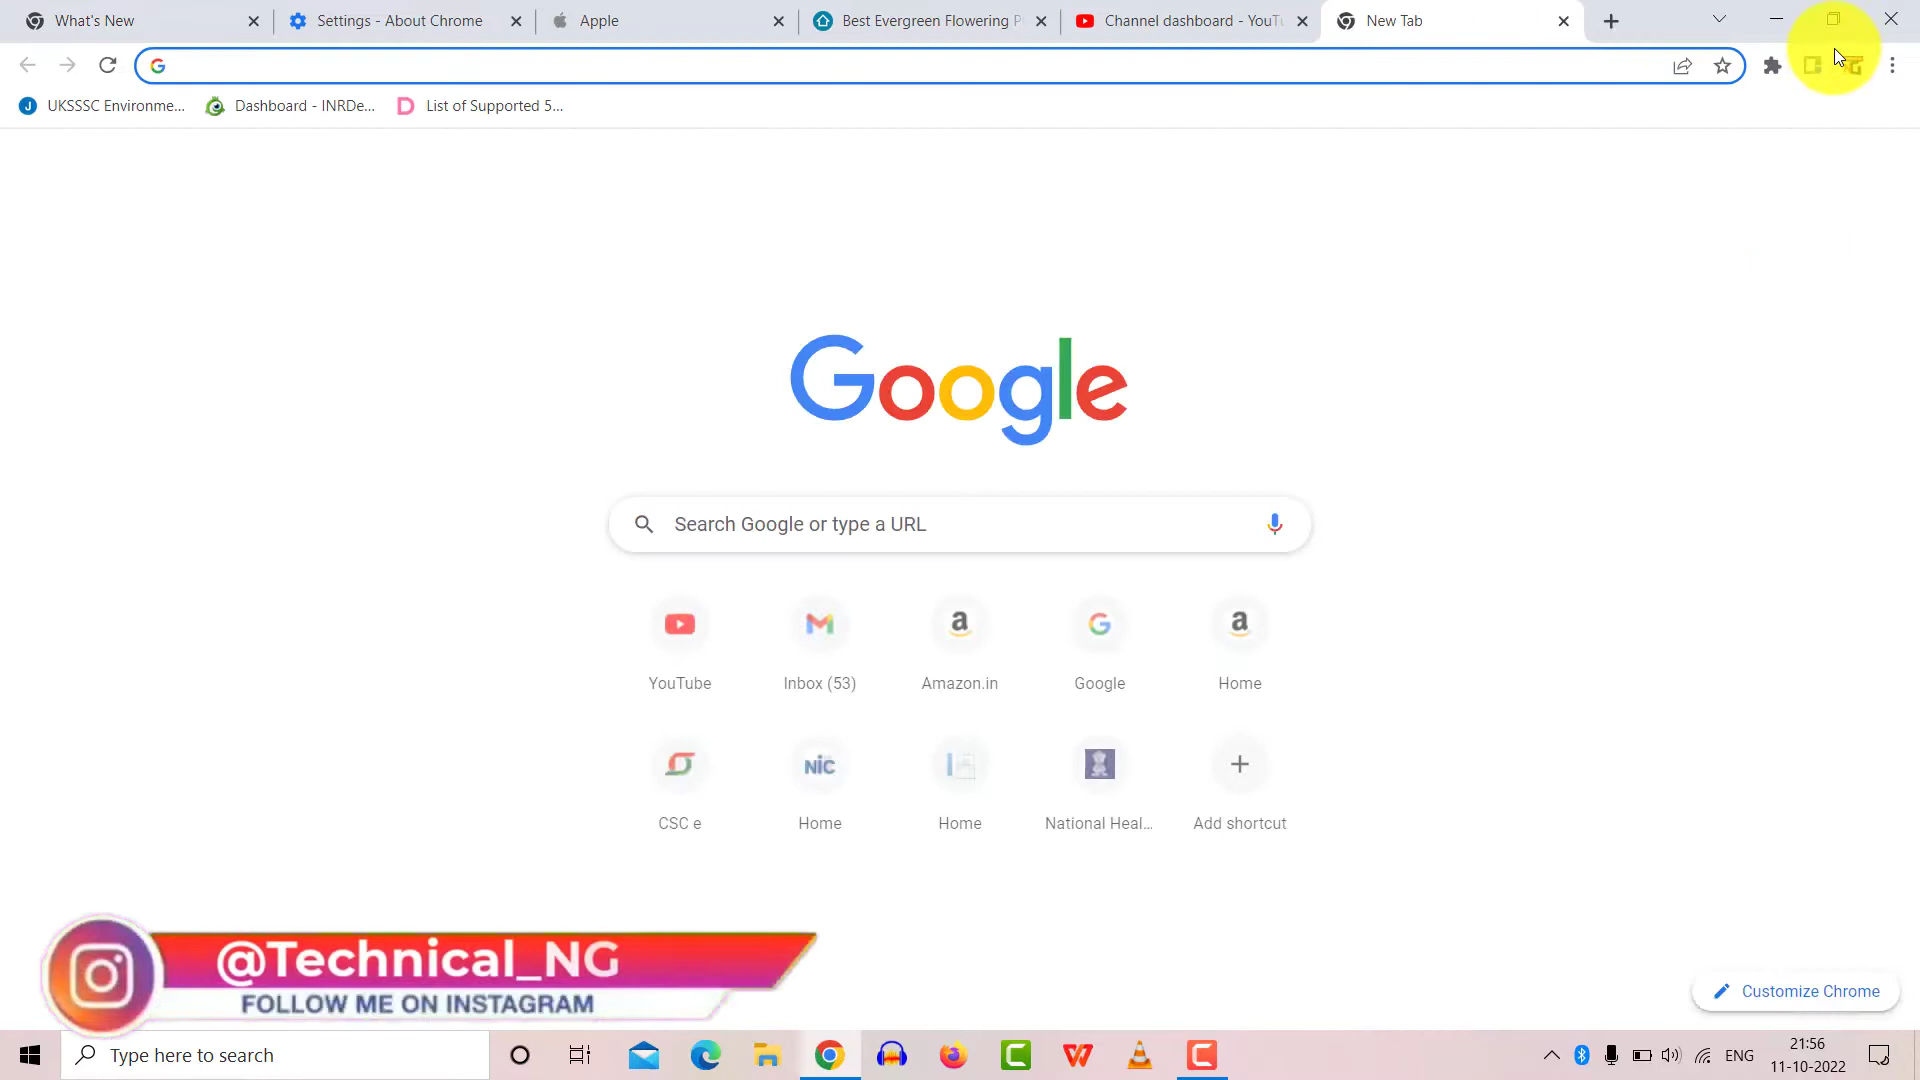 What's New
Settings - About Chrome
Apple
Best Evergreen Flowering P
Channel dashboard - YouTu
New Tab
UKSSSC Environme...
Dashboard - INRDe...
List of Supported 5...
Google
Search Google or type a URL
YouTube
Inbox (53)
Amazon.in
Google
Home
CSC e
NIC
Home
Home
National Heal...
Add shortcut
@Technical_NG
FOLLOW ME ON INSTAGRAM
Customize Chrome
Type here to search
ENG
21:56
11-10-2022